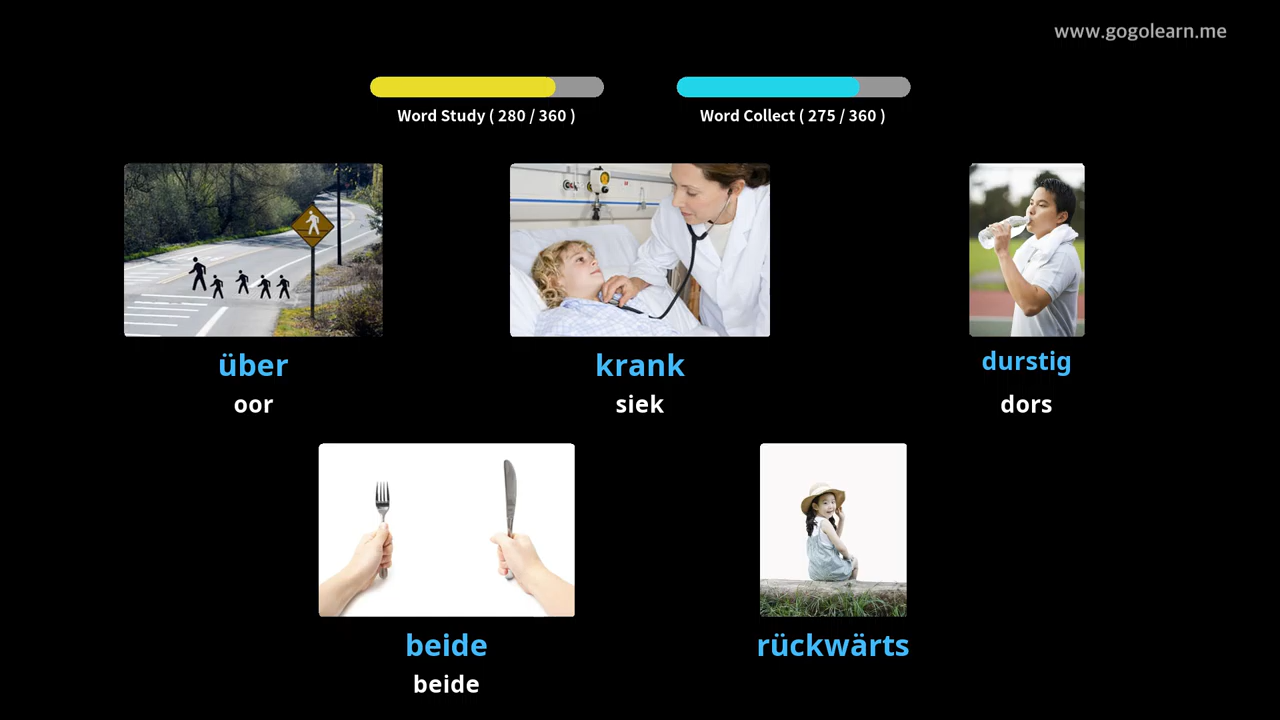 www.gogolearn.me
Word Study ( 280 / 360 )
Word Collect ( 275 / 360 )
über
krank
durstig
oor
siek
dors
beide
rückwärts
beide